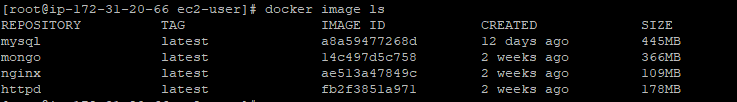 [root@ip-172-31-20-66 ec2-user]# docker image ls
REPOSITORY TAG IMAGE ID CREATED SIZE
mysql latest a8a59477268d 12 days ago 445MB
mongo latest 14c497d5c758 2 weeks ago 366MB
nginx latest ae513a47849c 2 weeks ago 109MB
httpd latest fb2f3851a971 2 weeks ago 178MB